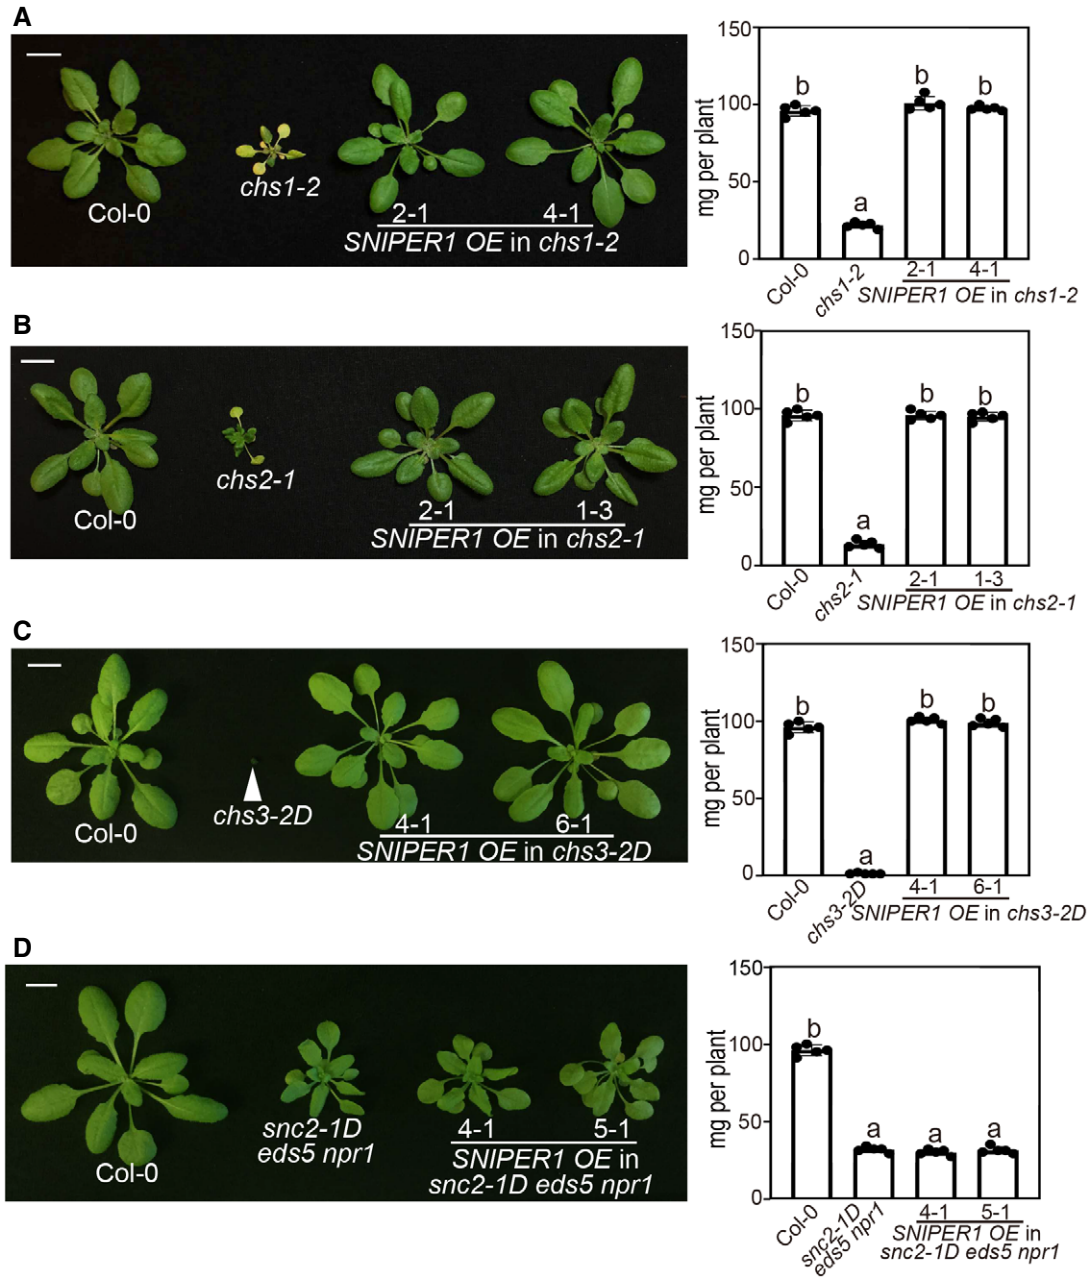 A
Col-0
chs1-2
2-1
4-1
SNIPER1 OE in chs1-2
mg per plant
150
100
50
0
b
a
b
b
Col-0
chs1-2
2-1
4-1
SNIPER1 OE in chs1-2
B
Col-0
chs2-1
2-1
1-3
SNIPER1 OE in chs2-1
mg per plant
150
100
50
0
b
a
b
b
Col-0
chs2-1
2-1
1-3
SNIPER1 OE in chs2-1
C
Col-0
chs3-2D
4-1
6-1
SNIPER1 OE in chs3-2D
mg per plant
150
100
50
0
b
a
b
b
Col-0
chs3-2D
4-1
6-1
SNIPER1 OE in chs3-2D
D
Col-0
snc2-1D
eds5 npr1
4-1
5-1
SNIPER1 OE in
snc2-1D eds5 npr1
mg per plant
150
100
50
0
b
a
a
a
Col-0
snc2-1D
eds5 npr1
4-1
5-1
SNIPER1 OE in
snc2-1D eds5 npr1